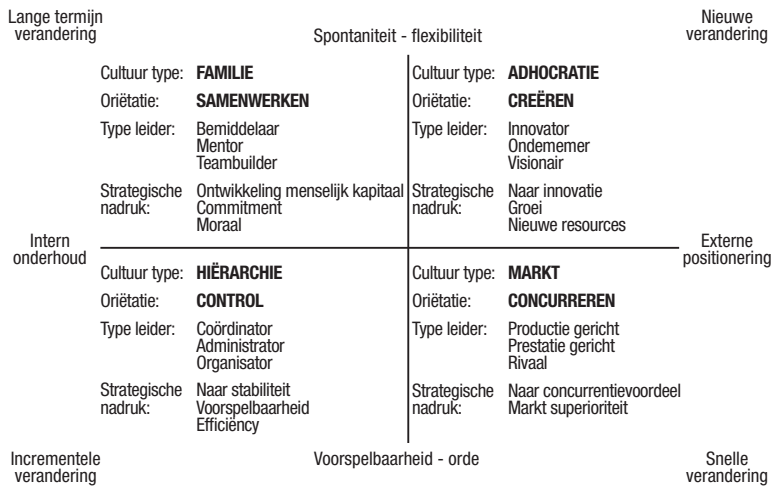 Lange termijn
verandering
Spontaniteit - flexibiliteit
Nieuwe
verandering
Cultuur type: FAMILIE
Oriëtatie: SAMENWERKEN
Type leider: Bemiddelaar
Mentor
Teambuilder
Strategische Ontwikkeling menselijk kapitaal
nadruk: Commitment
Moraal
Cultuur type: ADHOCRATIE
Oriëtatie: CREËREN
Type leider: Innovator
Ondememer
Visionair
Strategische Naar innovatie
nadruk: Groei
Nieuwe resources
Intern
onderhoud
Externe
positionering
Cultuur type: HIËRARCHIE
Oriëtatie: CONTROL
Type leider: Coördinator
Administrator
Organisator
Strategische Naar stabiliteit
nadruk: Voorspelbaarheid
Efficiëncy
Cultuur type: MARKT
Oriëtatie: CONCURREREN
Type leider: Productie gericht
Prestatie gericht
Rivaal
Strategische Naar concurrentievoordeel
nadruk: Markt superioriteit
Incrementele
verandering
Voorspelbaarheid - orde
Snelle
verandering